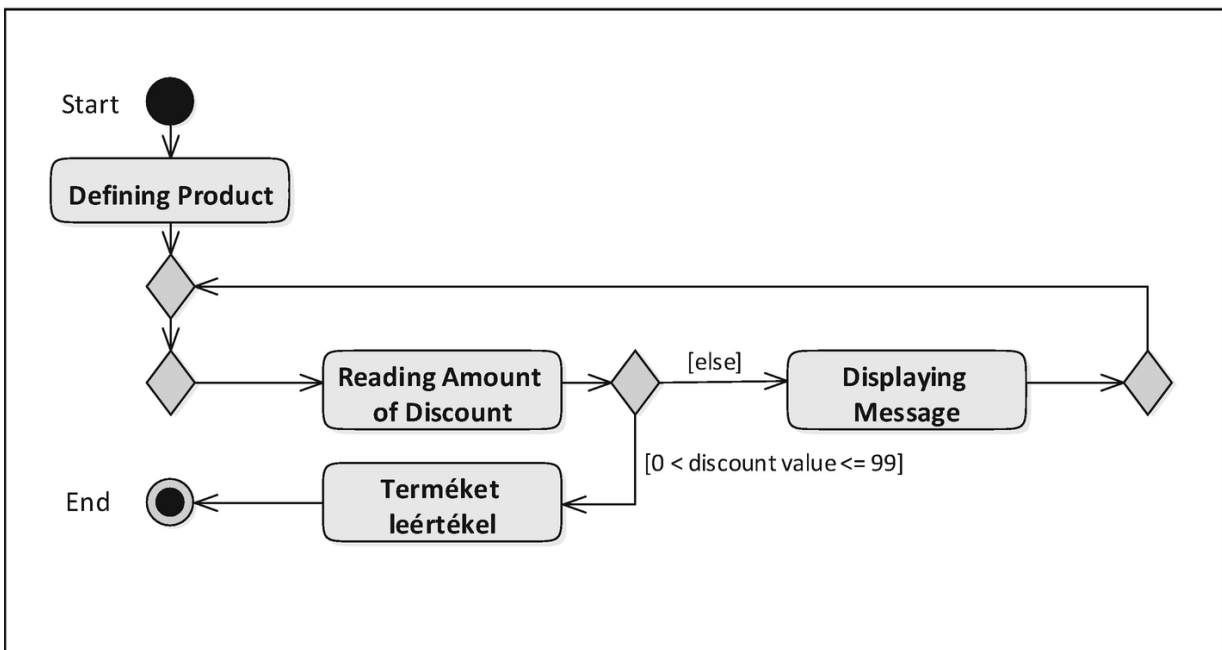 Start
Defining Product
Reading Amount
of Discount
[else]
Displaying
Message
[0 < discount value <= 99]
End
Terméket
leértékel